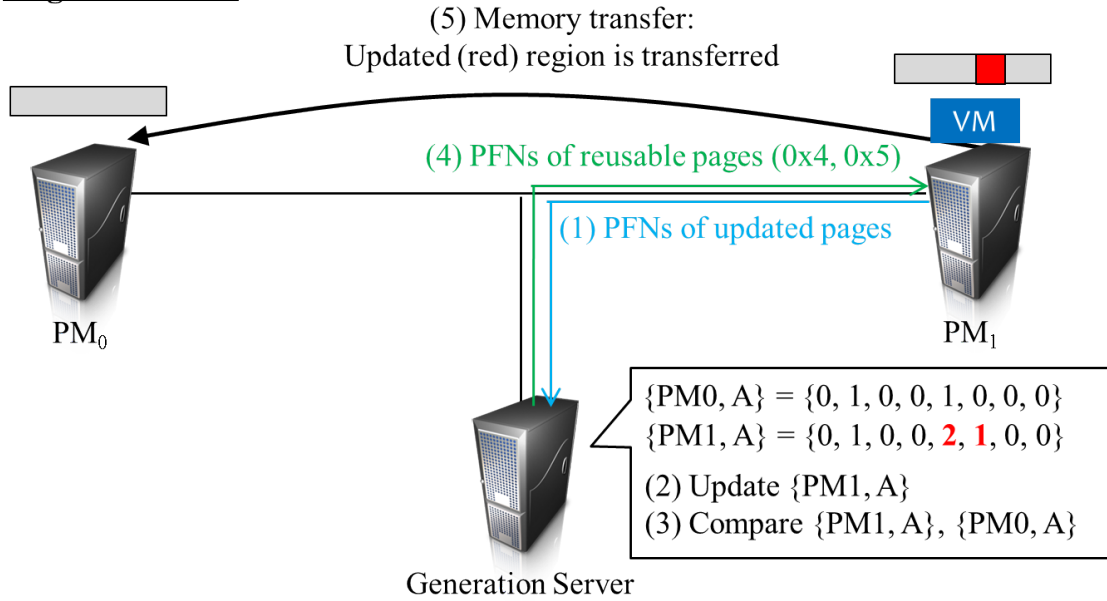 (5) Memory transfer:
Updated (red) region is transferred
VM
(4) PFNs of reusable pages (0x4, 0x5)
(1) PFNs of updated pages
PM0
PM1
{PM0, A} = {0, 1, 0, 0, 1, 0, 0, 0}
{PM1, A} = {0, 1, 0, 0, 2, 1, 0, 0}
(2) Update {PM1, A}
(3) Compare {PM1, A}, {PM0, A}
Generation Server